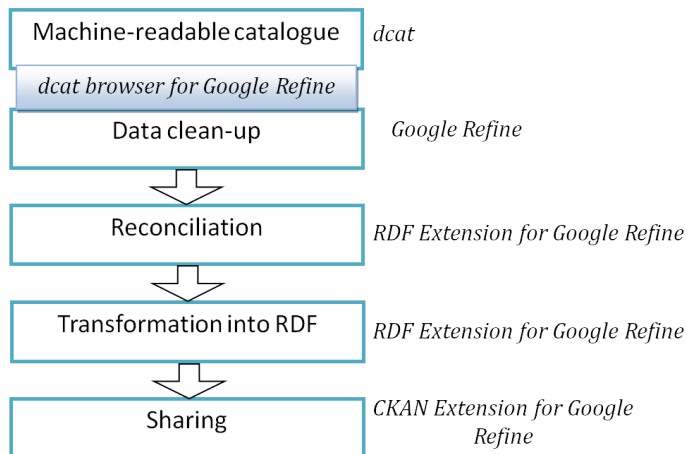 Machine-readable catalogue
dcat
dcat browser for Google Refine
Data clean-up
Google Refine
Reconciliation
RDF Extension for Google Refine
Transformation into RDF
RDF Extension for Google Refine
Sharing
CKAN Extension for Google
Refine